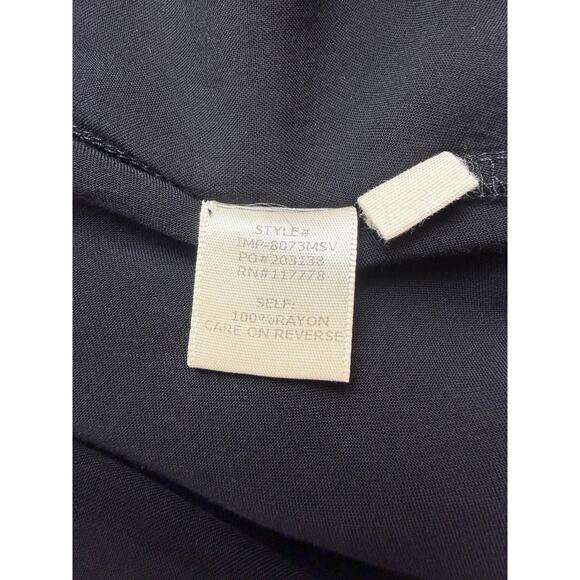 STYLE#
IMP-8073MSV
PO#203138
RN#117778
SELF:
100%RAYON
CARE ON REVERSE